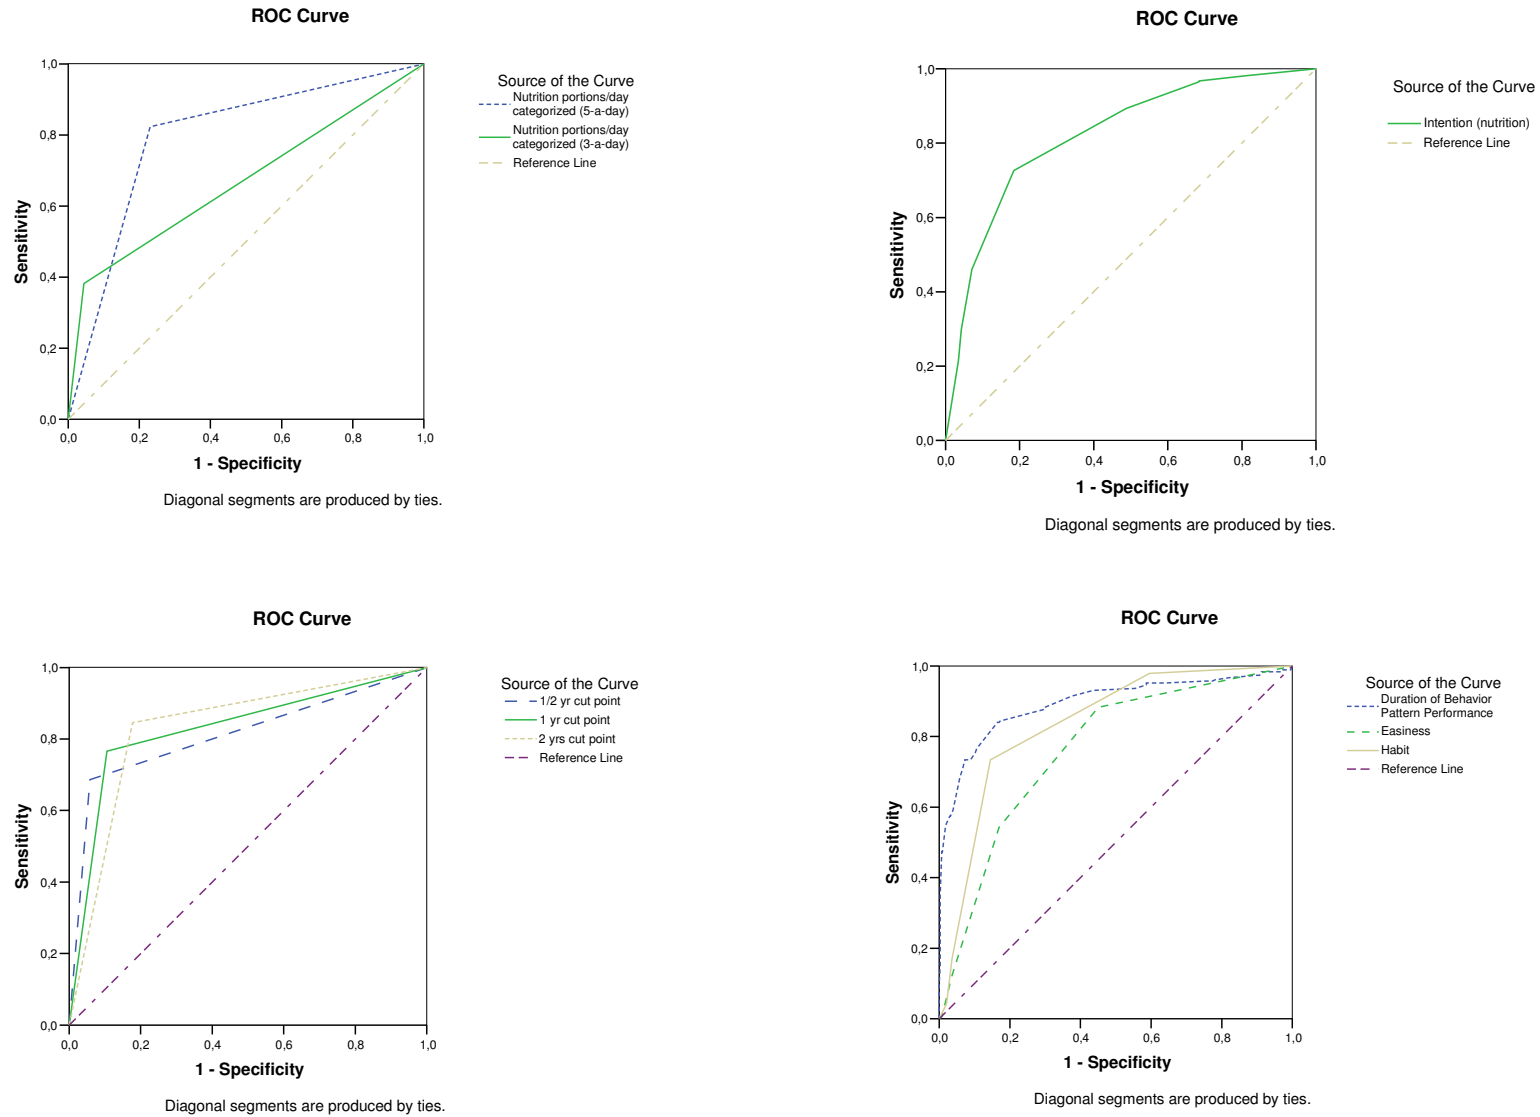 ROC Curve
1,0
0,8
0,6
0,4
0,2
0,0
Sensitivity
0,0 0,2 0,4 0,6 0,8 1,0
1 - Specificity
Diagonal segments are produced by ties.
Source of the Curve
Nutrition portions/day
categorized (5-a-day)
Nutrition portions/day
categorized (3-a-day)
Reference Line
ROC Curve
1,0
0,8
0,6
0,4
0,2
0,0
Sensitivity
0,0 0,2 0,4 0,6 0,8 1,0
1 - Specificity
Diagonal segments are produced by ties.
Source of the Curve
Intention (nutrition)
Reference Line
ROC Curve
1,0
0,8
0,6
0,4
0,2
0,0
Sensitivity
0,0 0,2 0,4 0,6 0,8 1,0
1 - Specificity
Diagonal segments are produced by ties.
Source of the Curve
1/2 yr cut point
1 yr cut point
2 yrs cut point
Reference Line
ROC Curve
1,0
0,8
0,6
0,4
0,2
0,0
Sensitivity
0,0 0,2 0,4 0,6 0,8 1,0
1 - Specificity
Diagonal segments are produced by ties.
Source of the Curve
Duration of Behavior
Pattern Performance
Easiness
Habit
Reference Line